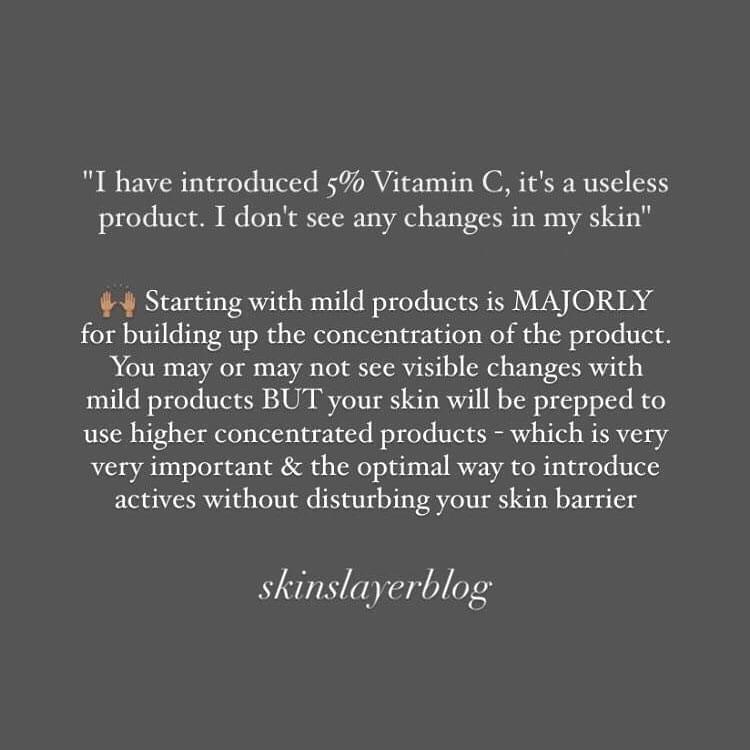 "I have introduced 5% Vitamin C, it's a useless
product. I don't see any changes in my skin"
🙌🏽 Starting with mild products is MAJORLY
for building up the concentration of the product.
You may or may not see visible changes with
mild products BUT your skin will be prepped to
use higher concentrated products - which is very
very important & the optimal way to introduce
actives without disturbing your skin barrier
skinslayerblog